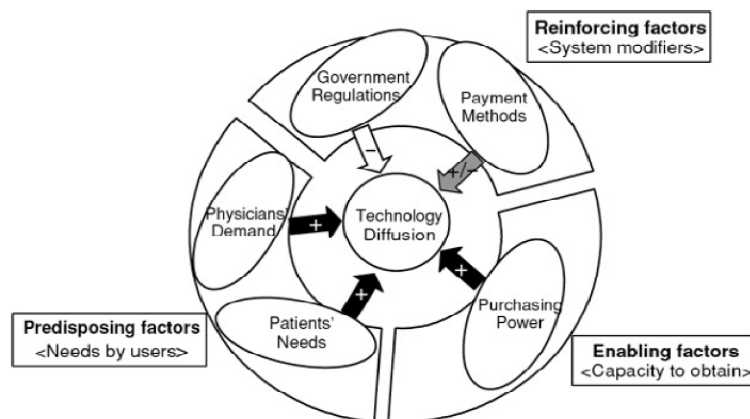 Reinforcing factors
<System modifiers>
Government
Regulations
Payment
Methods
–
+/–
Physicians'
Demand
+
Technology
Diffusion
+
+
Patients'
Needs
Purchasing
Power
Predisposing factors
<Needs by users>
Enabling factors
<Capacity to obtain>